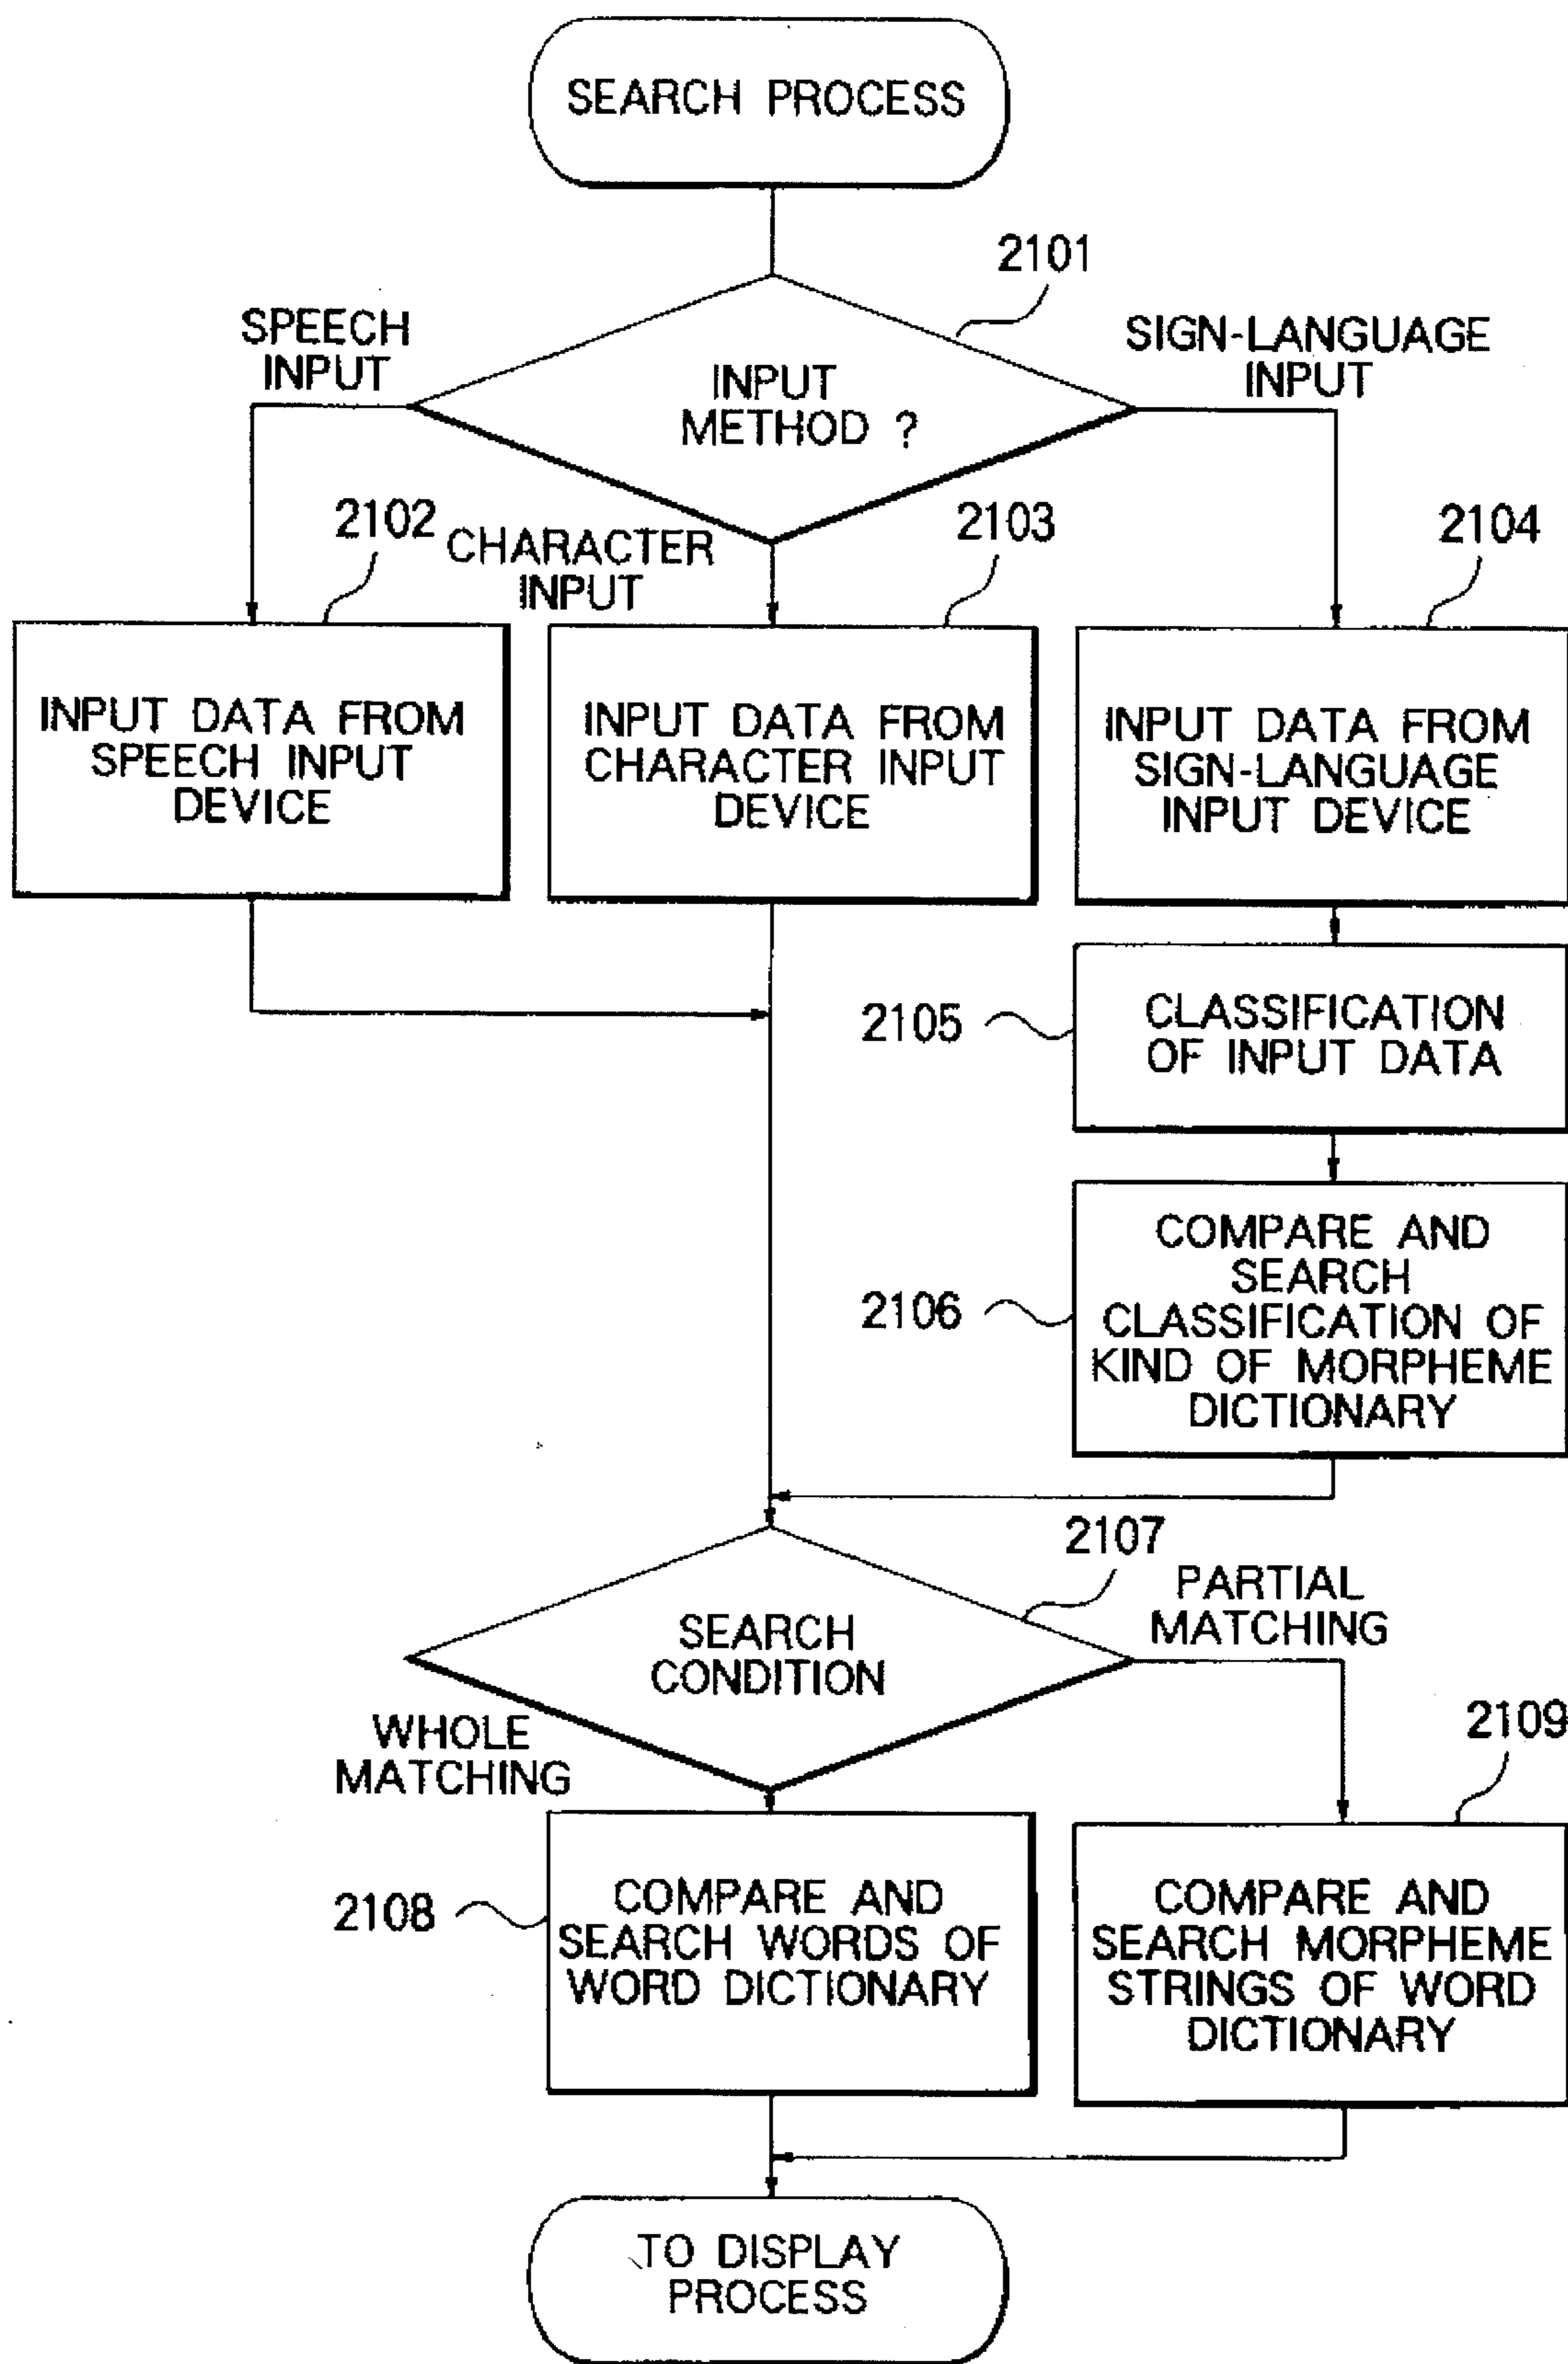 SEARCH PROCESS
2101
SPEECH
INPUT
SIGN-LANGUAGE
INPUT
INPUT
METHOD ?
2102
CHARACTER
INPUT
2103
2104
INPUT DATA FROM
SPEECH INPUT
DEVICE
INPUT DATA FROM
CHARACTER INPUT
DEVICE
INPUT DATA FROM
SIGN-LANGUAGE
INPUT DEVICE
2105
CLASSIFICATION
OF INPUT DATA
2106
COMPARE AND
SEARCH
CLASSIFICATION OF
KIND OF MORPHEME
DICTIONARY
2107
PARTIAL
MATCHING
SEARCH
CONDITION
WHOLE
MATCHING
2109
2108
COMPARE AND
SEARCH WORDS OF
WORD DICTIONARY
COMPARE AND
SEARCH MORPHEME
STRINGS OF WORD
DICTIONARY
TO DISPLAY
PROCESS